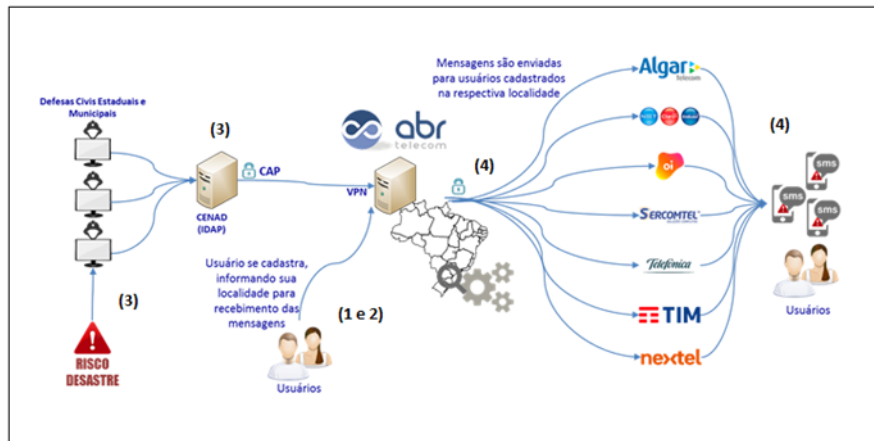 Defesas Civis Estaduais e
Municipais
(3)
CAP
CENAD
(IDAP)
(3)
RISCO
DESASTRE
abr
telecom
VPN
Usuário se cadastra,
informando sua
localidade para
recebimento das
mensagens
(1 e 2)
Usuários
Mensagens são enviadas
para usuários cadastrados
na respectiva localidade
(4)
Algar
telecom
oi
SERCOMTEL
Telefónica
TIM
nextel
(4)
sms
sms
sms
Usuários